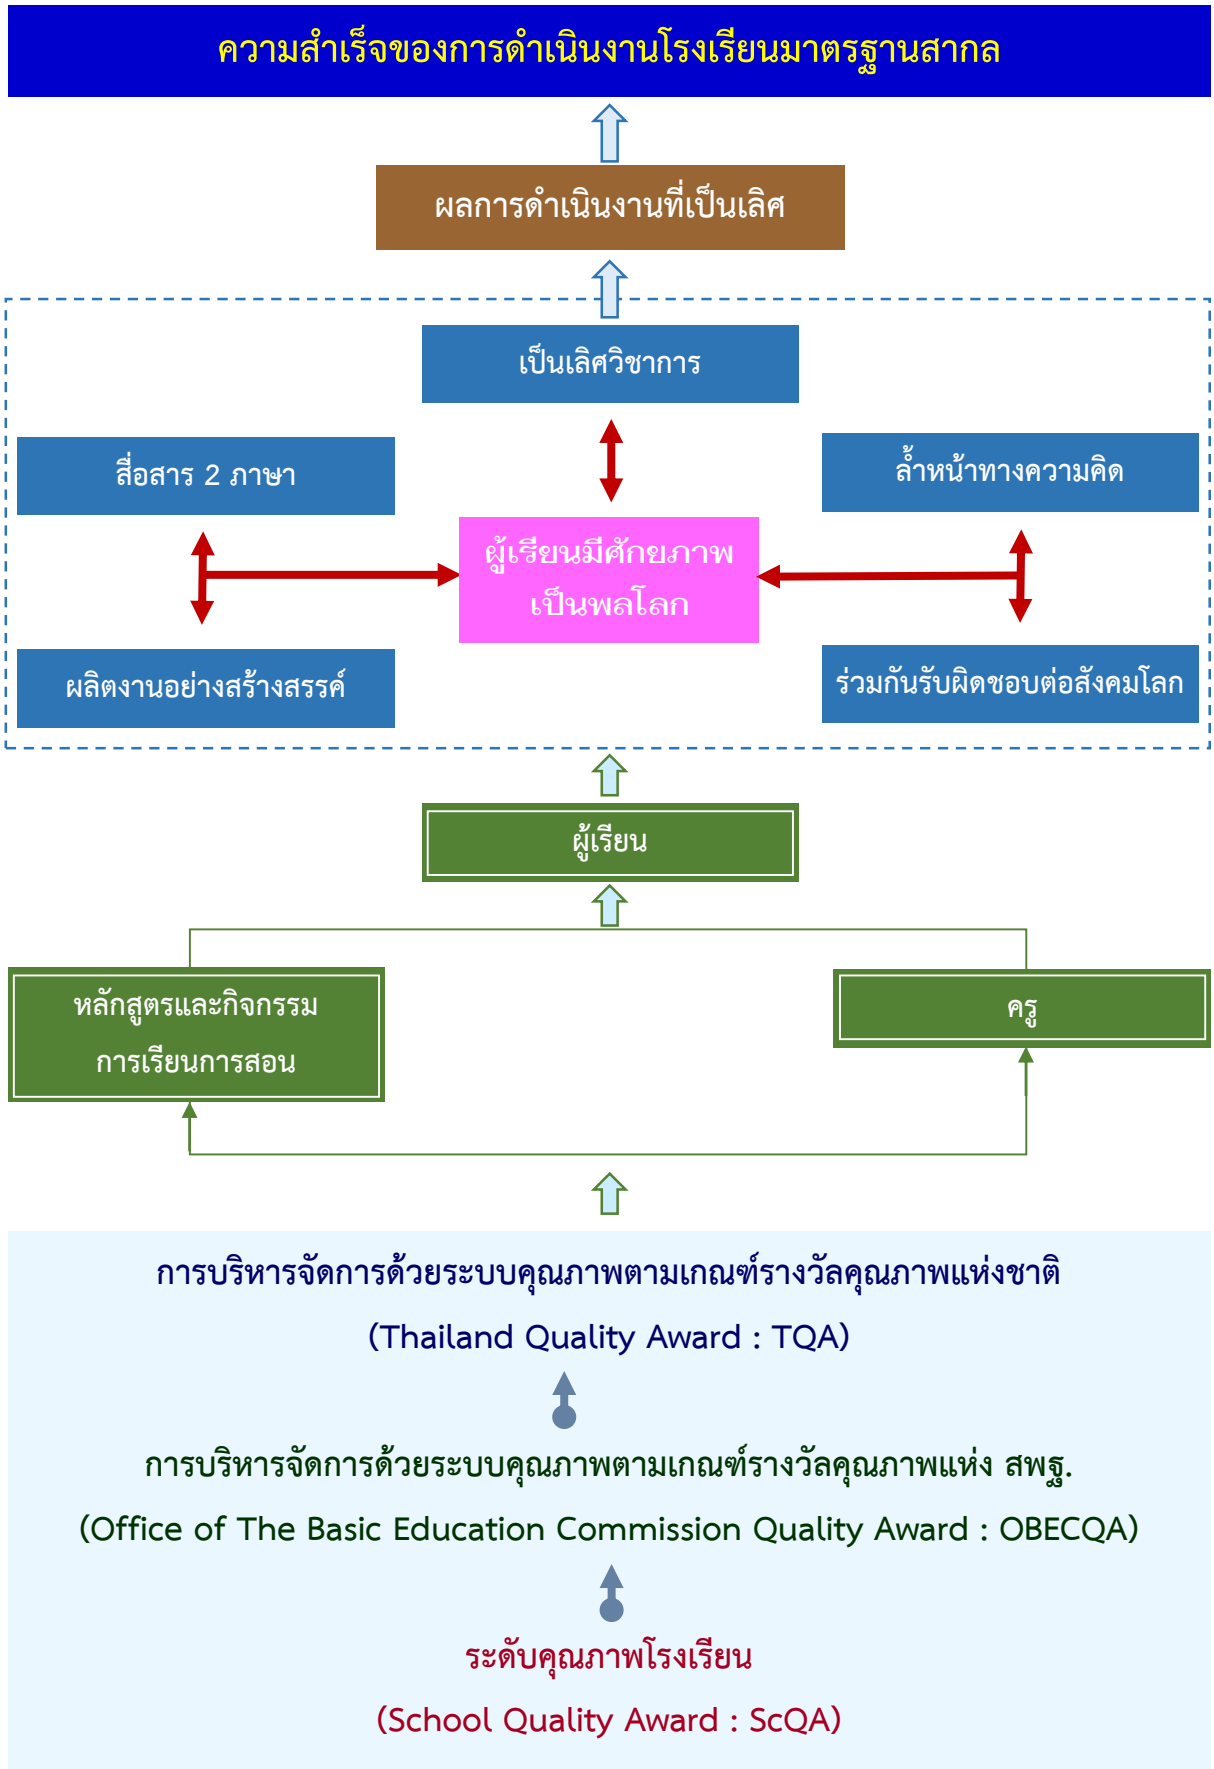 ความสำเร็จของการดำเนินงานโรงเรียนมาตรฐานสากล
ผลการดำเนินงานที่เป็นเลิศ
เป็นเลิศวิชาการ
สื่อสาร 2 ภาษา
ล้ำหน้าทางความคิด
ผู้เรียนมีศักยภาพ
เป็นพลโลก
ผลิตงานอย่างสร้างสรรค์
ร่วมกันรับผิดชอบต่อสังคมโลก
ผู้เรียน
หลักสูตรและกิจกรรม
การเรียนการสอน
ครู
การบริหารจัดการด้วยระบบคุณภาพตามเกณฑ์รางวัลคุณภาพแห่งชาติ
(Thailand Quality Award : TQA)
การบริหารจัดการด้วยระบบคุณภาพตามเกณฑ์รางวัลคุณภาพแห่ง สพฐ.
(Office of The Basic Education Commission Quality Award : OBECQA)
ระดับคุณภาพโรงเรียน
(School Quality Award : ScQA)